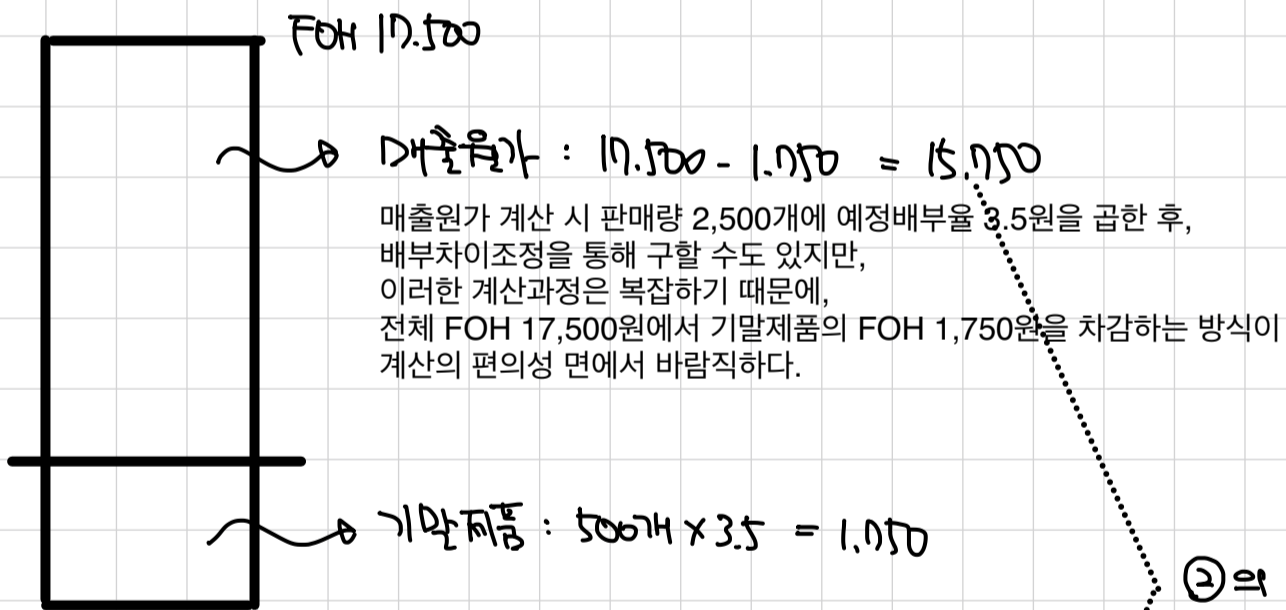 FOH 17.500
매출원가 : 17.500 - 1.750 = 15.750
매출원가 계산 시 판매량 2,500개에 예정배부율 3.5원을 곱한 후,
배부차이조정을 통해 구할 수도 있지만,
이러한 계산과정은 복잡하기 때문에,
전체 FOH 17,500원에서 기말제품의 FOH 1,750원을 차감하는 방식이
계산의 편의성 면에서 바람직하다.
기말제품 : 500개 × 3.5 = 1.750
② 의